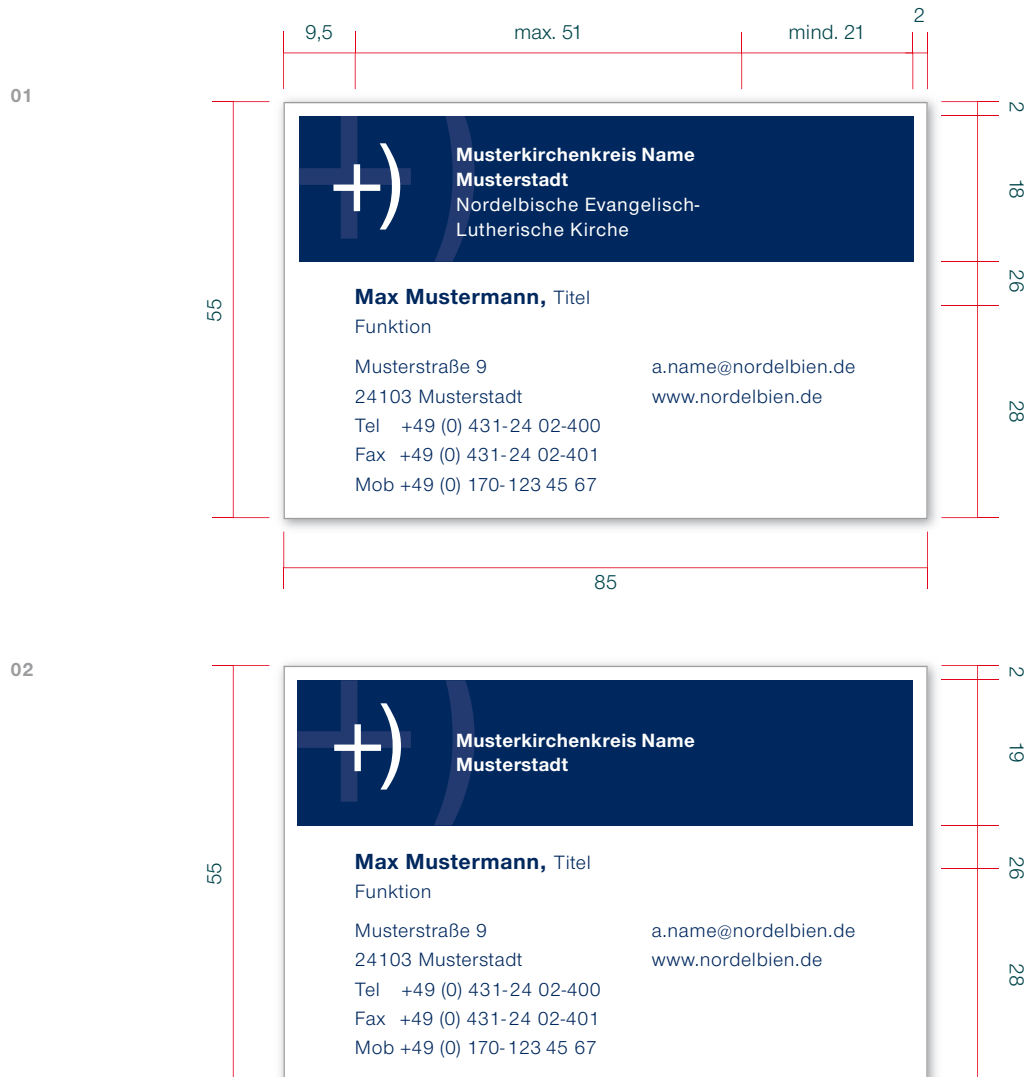 2
9,5 max. 51 mind. 21
01
2
Musterkirchenkreis Name
Musterstadt
Nordelbische Evangelisch-
Lutherische Kirche
18
26
Max Mustermann, Titel
Funktion
55
Musterstraße 9 a.name@nordelbien.de
24103 Musterstadt www.nordelbien.de
Tel +49 (0) 431-24 02-400
Fax +49 (0) 431-24 02-401
Mob +49 (0) 170-123 45 67
28
85
02
2
Musterkirchenkreis Name
Musterstadt
19
Max Mustermann, Titel
Funktion
26
55
Musterstraße 9 a.name@nordelbien.de
24103 Musterstadt www.nordelbien.de
Tel +49 (0) 431-24 02-400
Fax +49 (0) 431-24 02-401
Mob +49 (0) 170-123 45 67
28